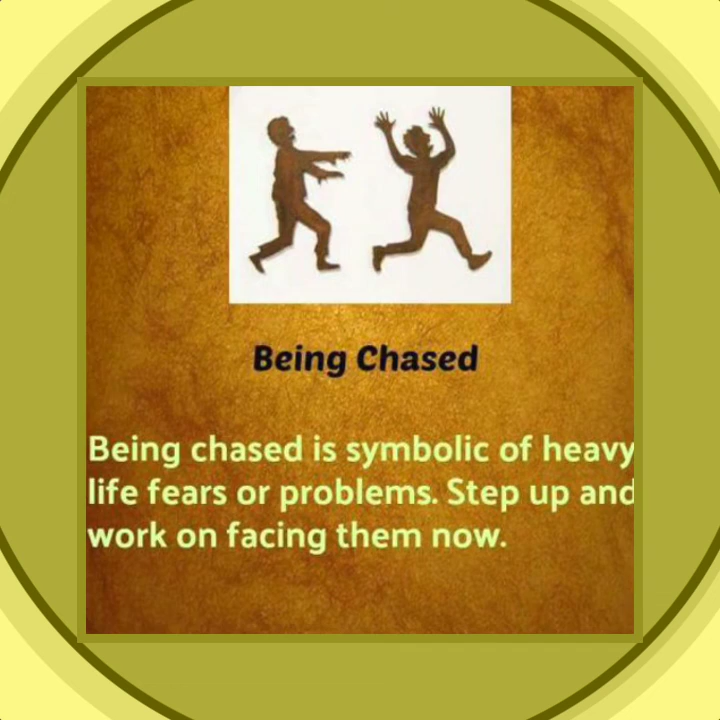 Being Chased
Being chased is symbolic of heavy
life fears or problems. Step up and
work on facing them now.